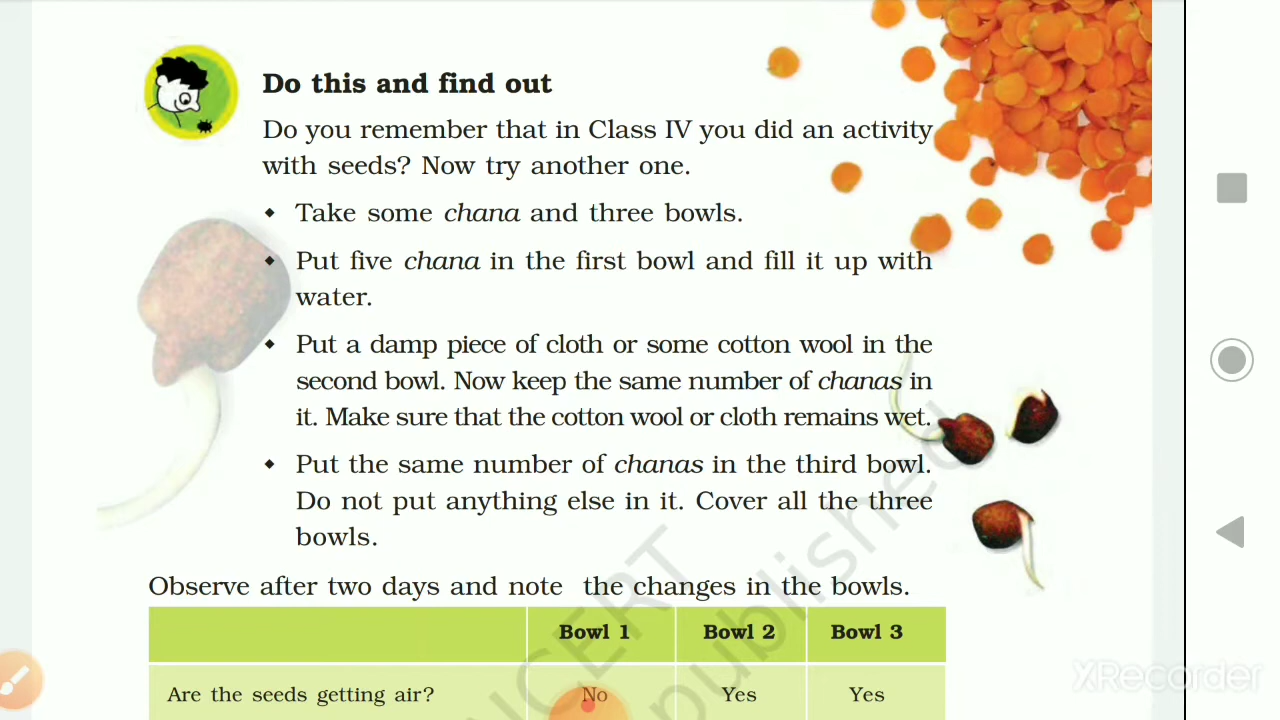 Do this and find out
Do you remember that in Class IV you did an activity
with seeds? Now try another one.
◆ Take some chana and three bowls.
◆ Put five chana in the first bowl and fill it up with
water.
◆ Put a damp piece of cloth or some cotton wool in the
second bowl. Now keep the same number of chanas in
it. Make sure that the cotton wool or cloth remains wet.
◆ Put the same number of chanas in the third bowl.
Do not put anything else in it. Cover all the three
bowls.
Observe after two days and note the changes in the bowls.
Bowl 1 Bowl 2 Bowl 3
Are the seeds getting air? No Yes Yes
NCERT
published
XRecorder